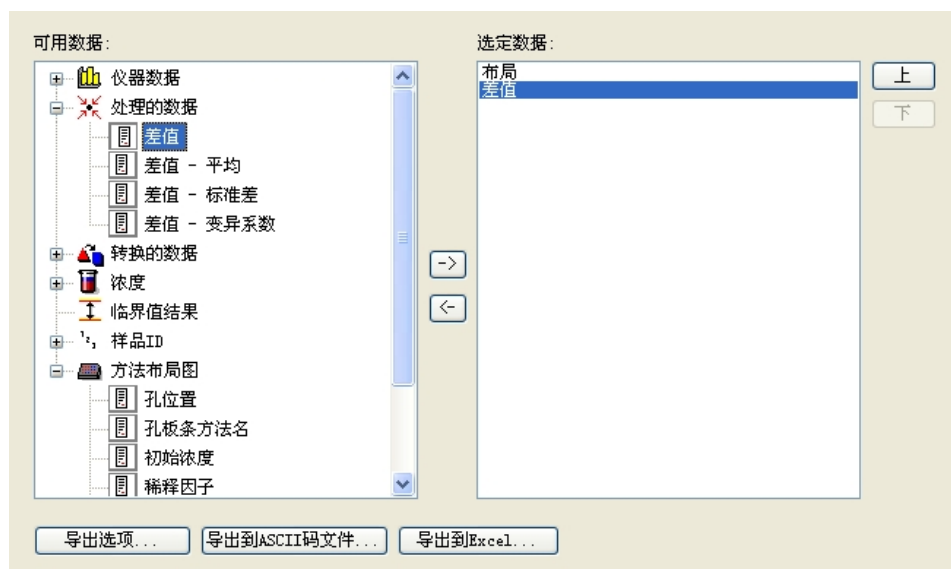 可用数据:
仪器数据
处理的数据
差值
差值 - 平均
差值 - 标准差
差值 - 变异系数
转换的数据
浓度
临界值结果
样品ID
方法布局图
孔位置
孔板条方法名
初始浓度
稀释因子
选定数据:
布局
差值
上
下
->
<-
导出选项...
导出到ASCII码文件...
导出到Excel...